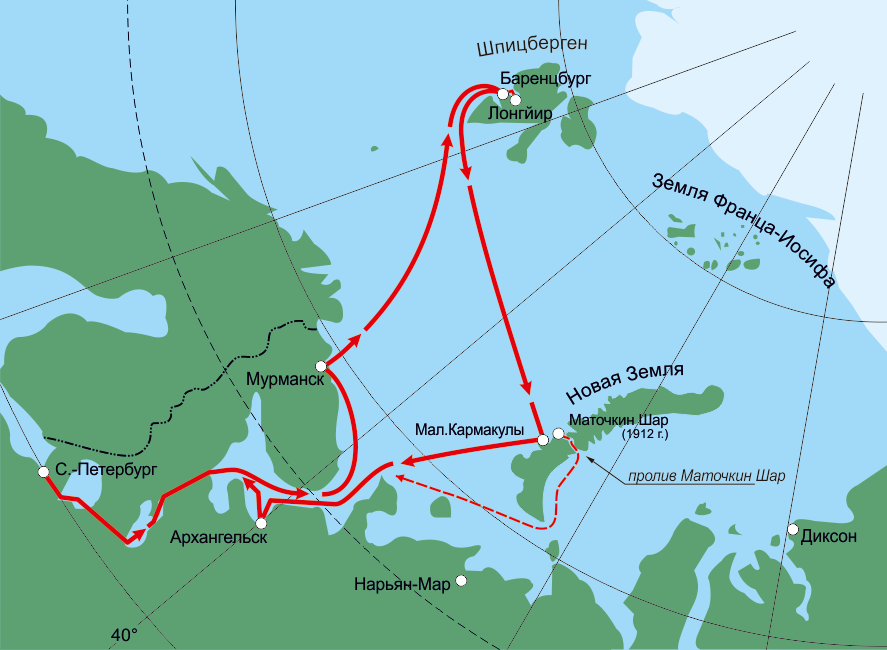 Шпицберген
Баренцбург
Лонгйир
Земля Франца-Иосифа
Мурманск
Новая Земля
Мал.Кармакулы
Маточкин Шар
(1912 г.)
С.-Петербург
пролив Маточкин Шар
Архангельск
Диксон
Нарьян-Мар
40°